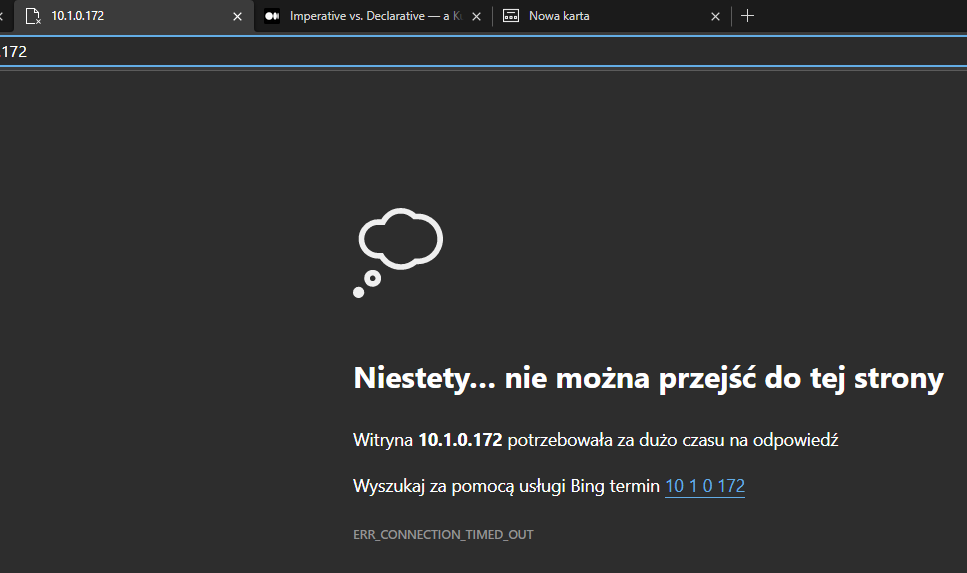 10.1.0.172
Imperative vs. Declarative — a
Nowa karta
.172
Niestety... nie można przejść do tej strony
Witryna 10.1.0.172 potrzebowała za dużo czasu na odpowiedź
Wyszukaj za pomocą usługi Bing termin 10 1 0 172
ERR_CONNECTION_TIMED_OUT